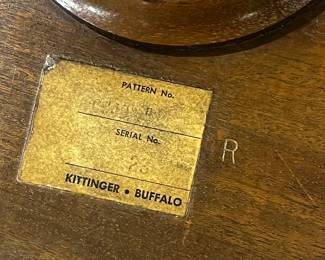 PATTERN No.
SERIAL No.
R
KITTINGER • BUFFALO